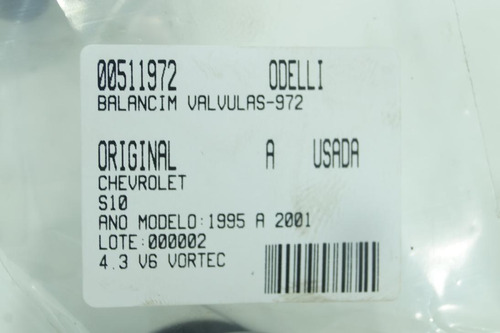 00511972 ODELLI
BALANCIM VALVULAS-972
ORIGINAL A USADA
CHEVROLET
S10
ANO MODELO:1995 A 2001
LOTE:000002
4.3 V6 VORTEC